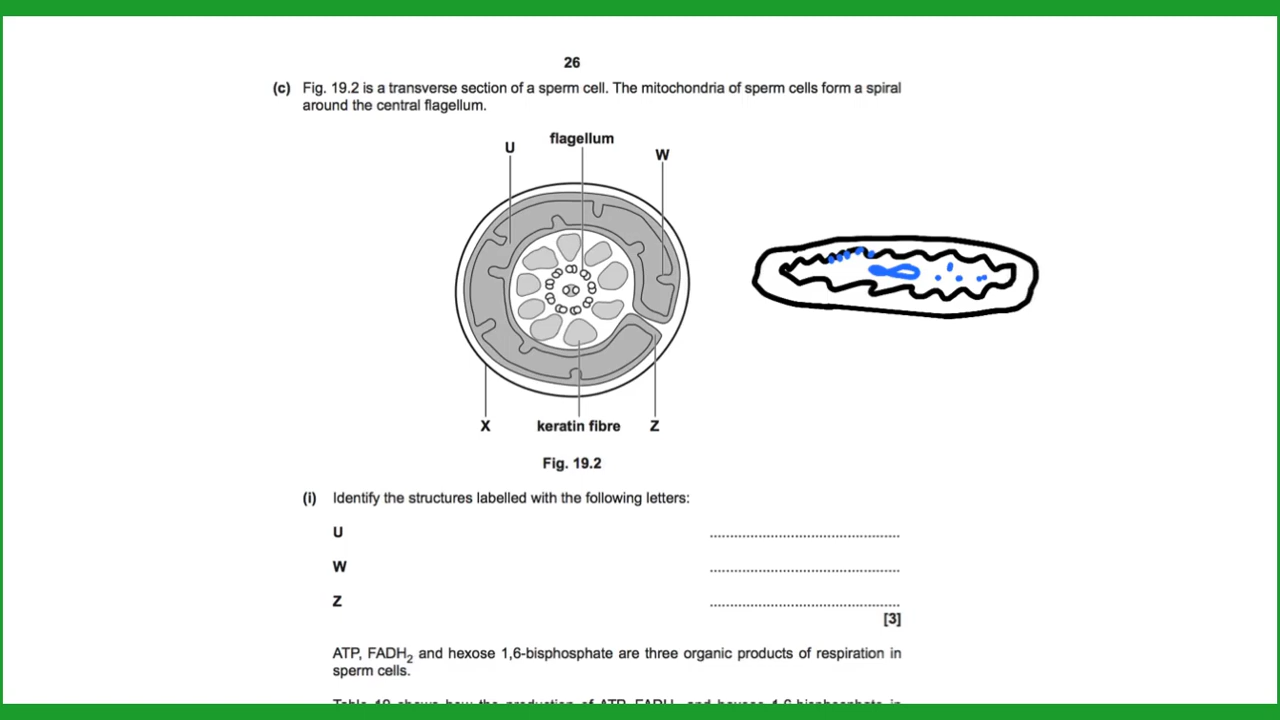 26
(c) Fig. 19.2 is a transverse section of a sperm cell. The mitochondria of sperm cells form a spiral
around the central flagellum.
flagellum
U
W
X
keratin fibre
Z
Fig. 19.2
(i) Identify the structures labelled with the following letters:
U ................................................
W ................................................
Z ................................................
[3]
ATP, FADH₂ and hexose 1,6-bisphosphate are three organic products of respiration in
sperm cells.